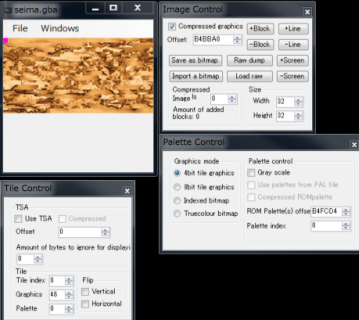 seima.gba
File Windows
Image Control
Compressed graphics
Offset B4BBA0
+Block +Line
-Block -Line
Save as bitmap Raw dump +Screen
Import a bitmap Load raw -Screen
Compressed
Image 0
Amount of added
blocks: 0
Size
Width 32
Height 32
Palette Control
Graphics mode
4bit tile graphics
8bit tile graphics
Indexed bitmap
Truecolour bitmap
Palette control
Gray scale
Use palettes from PAL file
Compressed ROMpalette
ROM Palette(s) offse B4FCD4
Palette index 0
Tile Control
TSA
Use TSA Compressed
Offset 0
Amount of bytes to ignore for displayi
0
Tile
Tile index 0
Graphics 46
Palette 0
Flip
Vertical
Horizontal